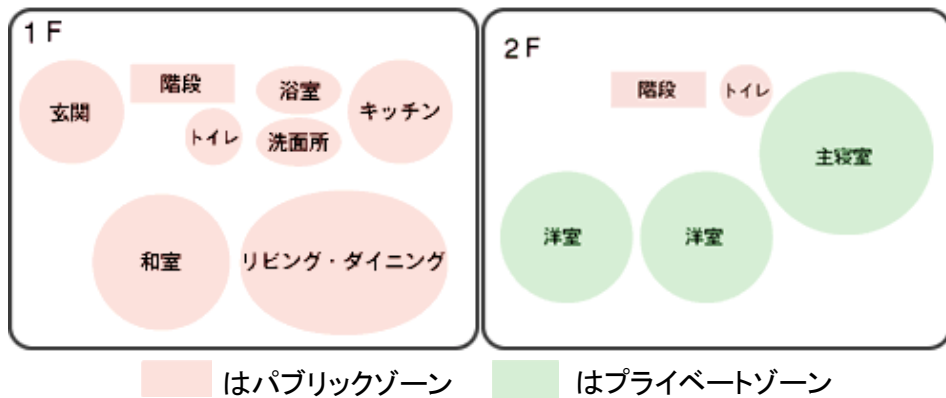 1F
玄関
階段
トイレ
浴室
洗面所
キッチン
和室
リビング・ダイニング
2F
階段
トイレ
主寝室
洋室
洋室
はパブリックゾーン
はプライベートゾーン